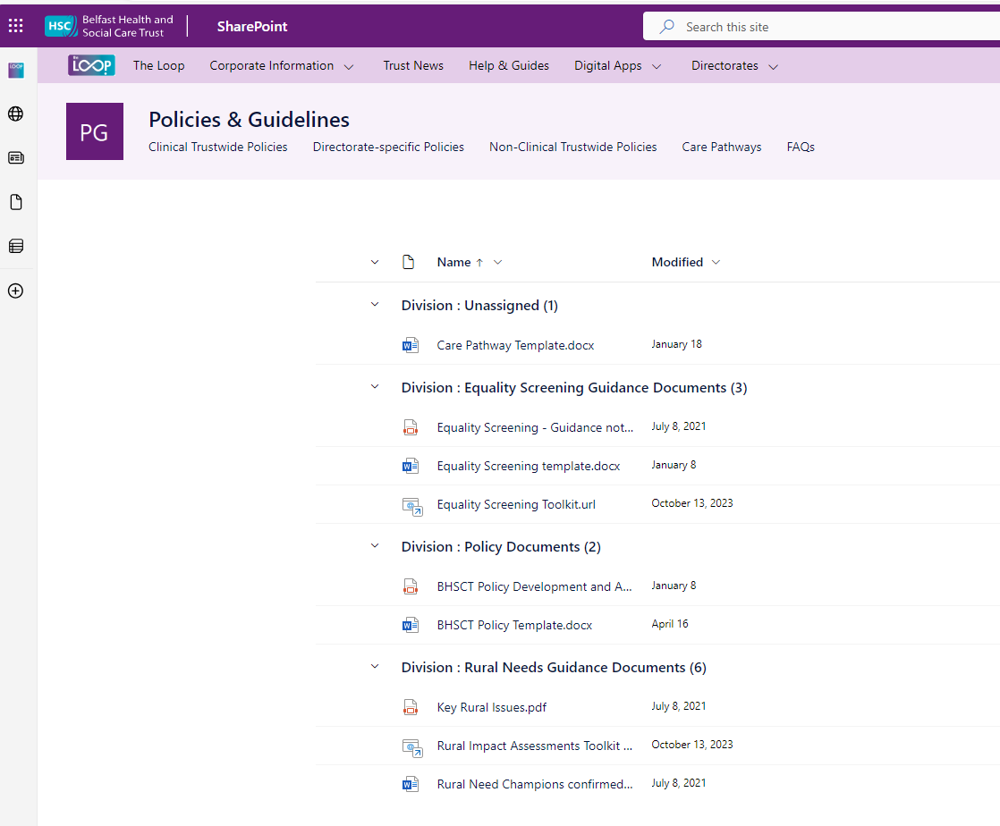 HSC Belfast Health and
Social Care Trust
SharePoint
Search this site
LOOP
the LOOP The Loop Corporate Information Trust News Help & Guides Digital Apps Directorates
PG
Policies & Guidelines
Clinical Trustwide Policies Directorate-specific Policies Non-Clinical Trustwide Policies Care Pathways FAQs
Name ↑ Modified
Division : Unassigned (1)
Care Pathway Template.docx January 18
Division : Equality Screening Guidance Documents (3)
Equality Screening - Guidance not... July 8, 2021
Equality Screening template.docx January 8
Equality Screening Toolkit.url October 13, 2023
Division : Policy Documents (2)
BHSCT Policy Development and A... January 8
BHSCT Policy Template.docx April 16
Division : Rural Needs Guidance Documents (6)
Key Rural Issues.pdf July 8, 2021
Rural Impact Assessments Toolkit ... October 13, 2023
Rural Need Champions confirmed... July 8, 2021